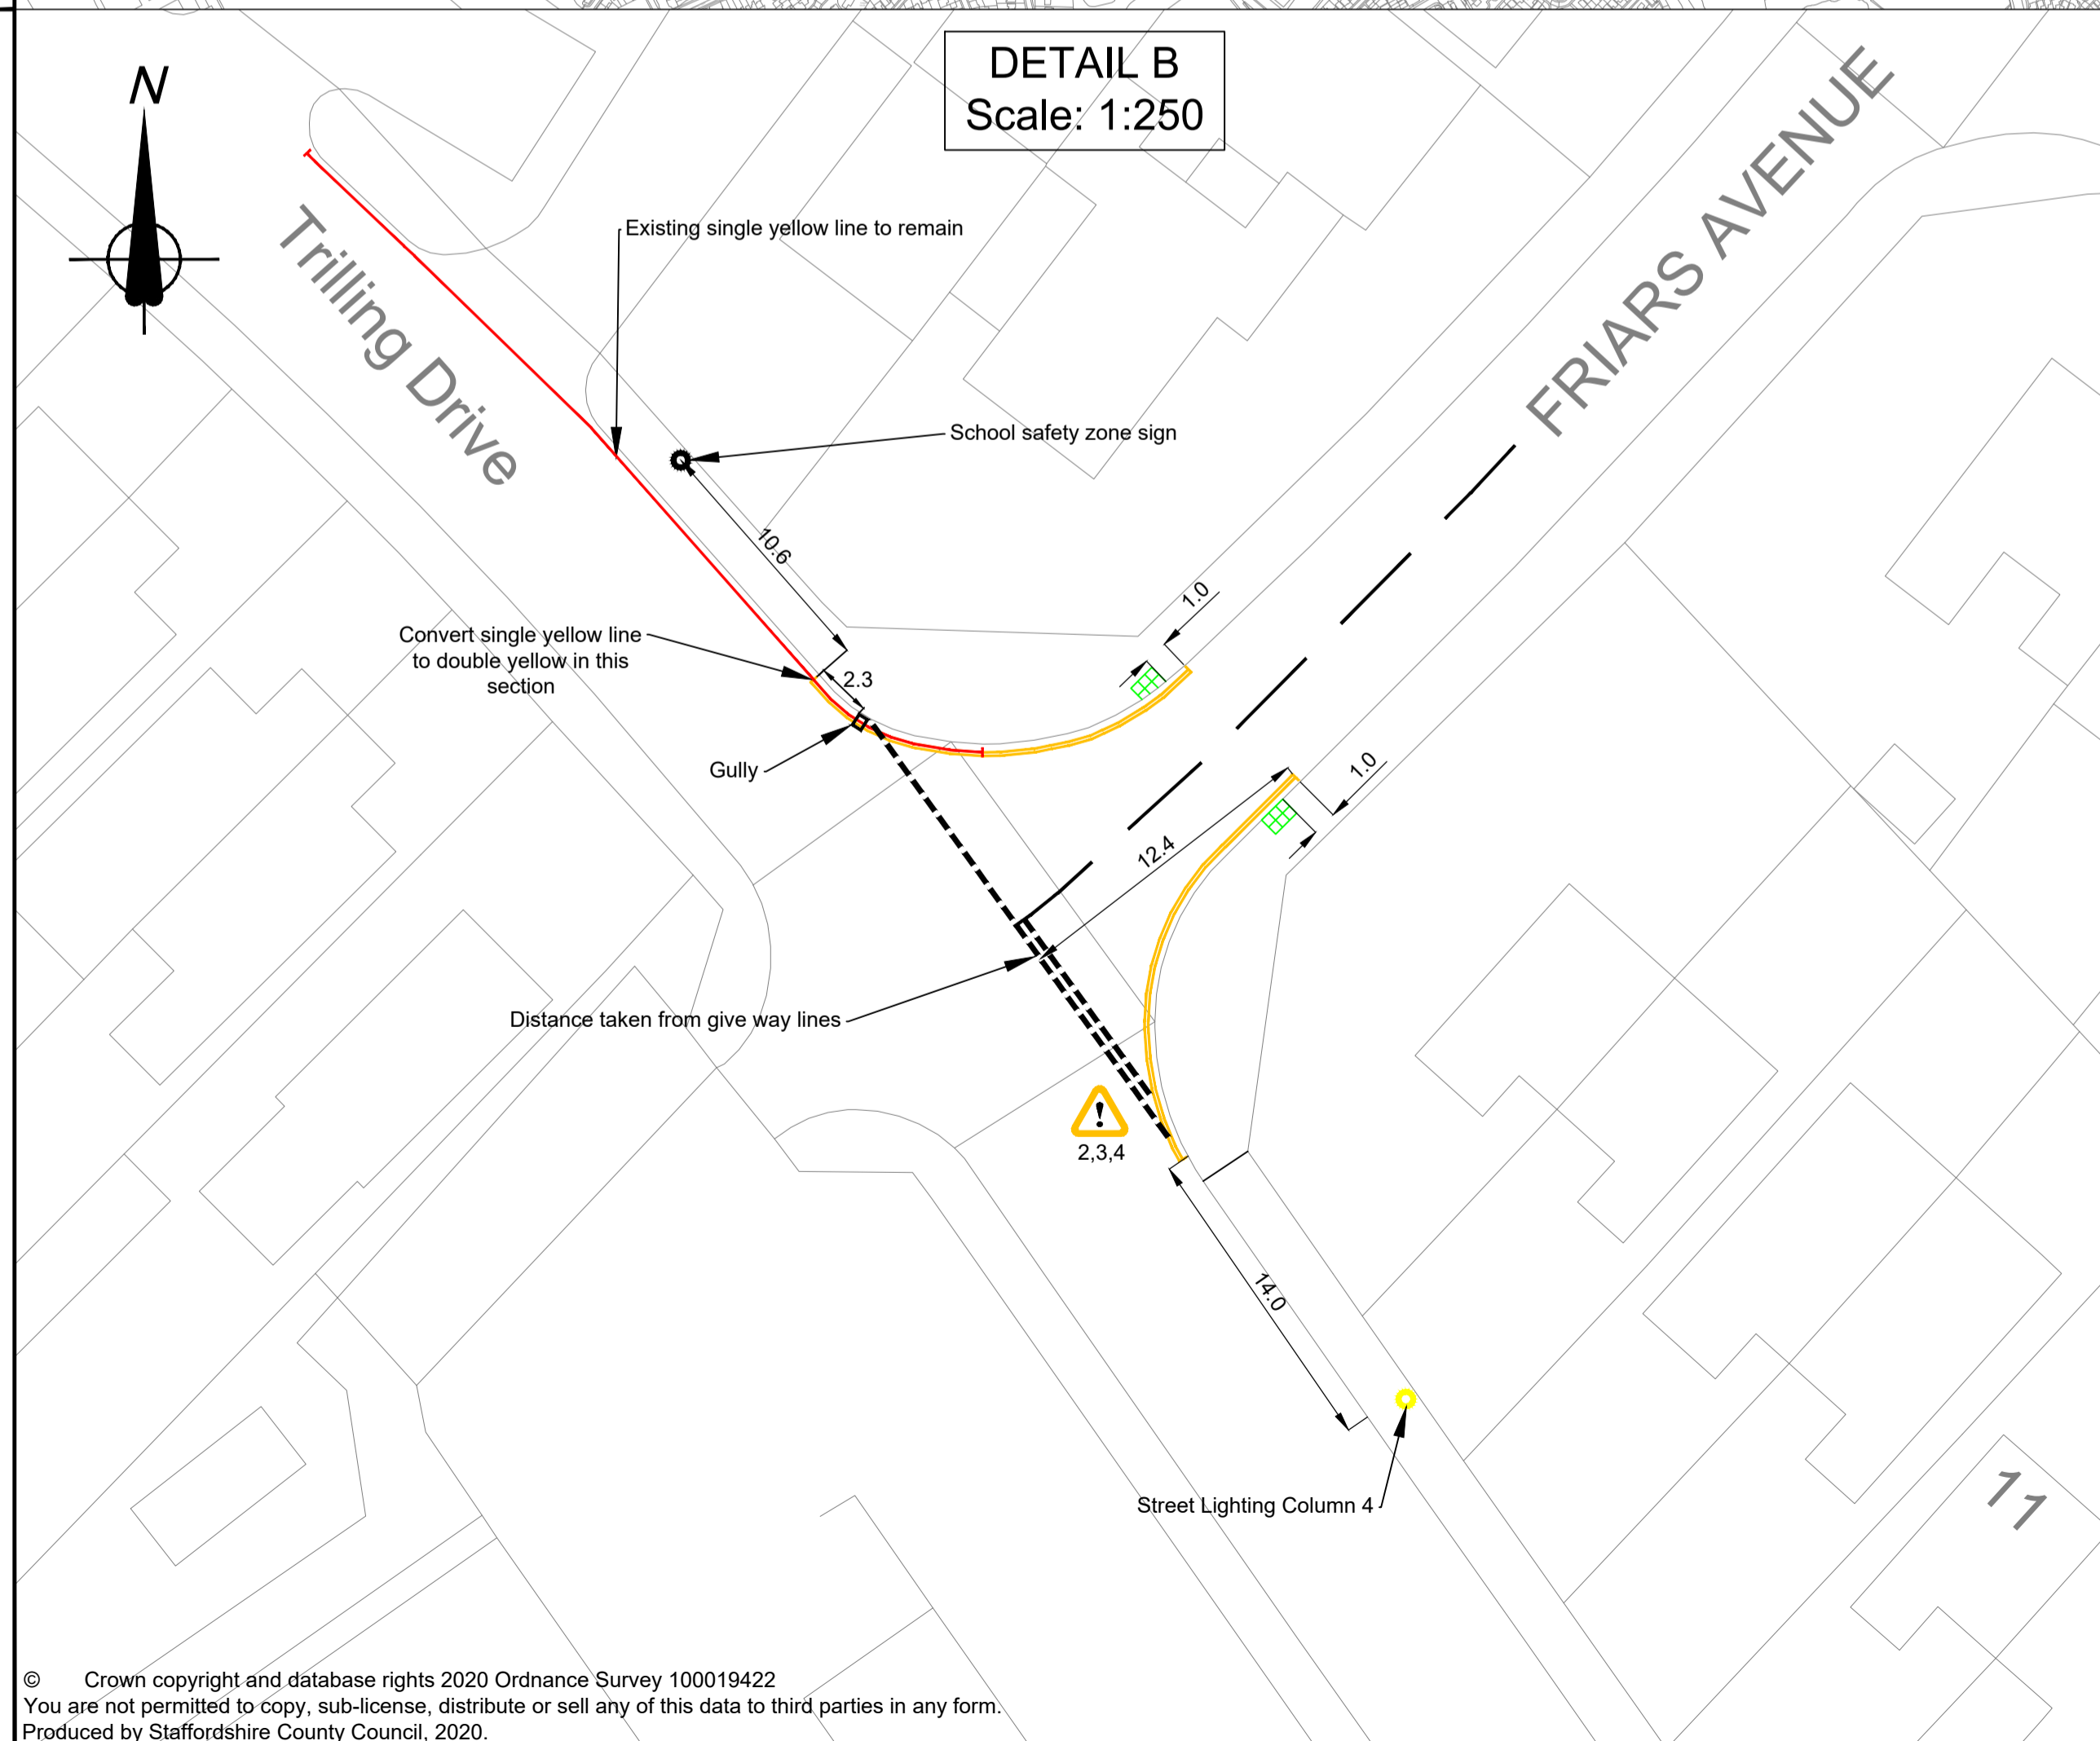 DETAIL B
Scale: 1:250
N
FRIARS AVENUE
Trilling Drive
Existing single yellow line to remain
School safety zone sign
10.6
1.0
Convert single yellow line
to double yellow in this
section
2.3
Gully
1.0
12.4
Distance taken from give way lines
2,3,4
14.0
Street Lighting Column 4
11
© Crown copyright and database rights 2020 Ordnance Survey 100019422
You are not permitted to copy, sub-license, distribute or sell any of this data to third parties in any form.
Produced by Staffordshire County Council, 2020.